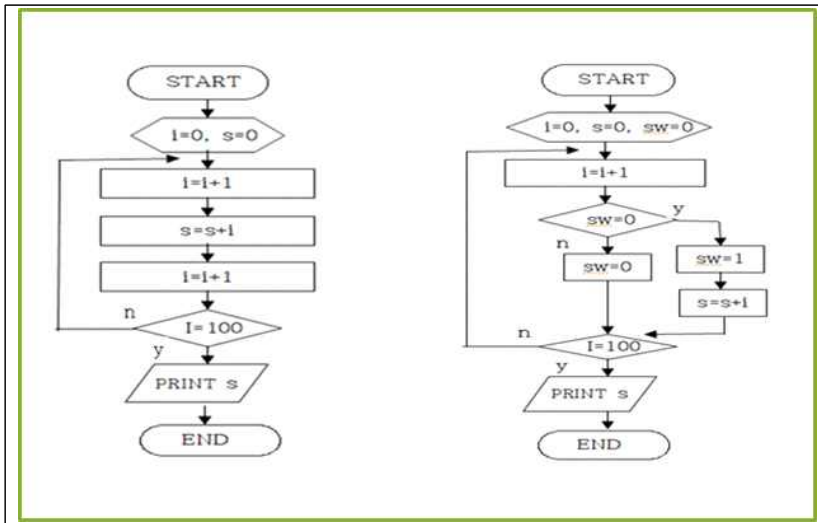 START
i=0, s=0
i=i+1
s=s+i
i=i+1
n
I=100
y
PRINT s
END
START
i=0, s=0, sw=0
i=i+1
sw=0
y
n
sw=0
sw=1
s=s+i
n
I=100
y
PRINT s
END